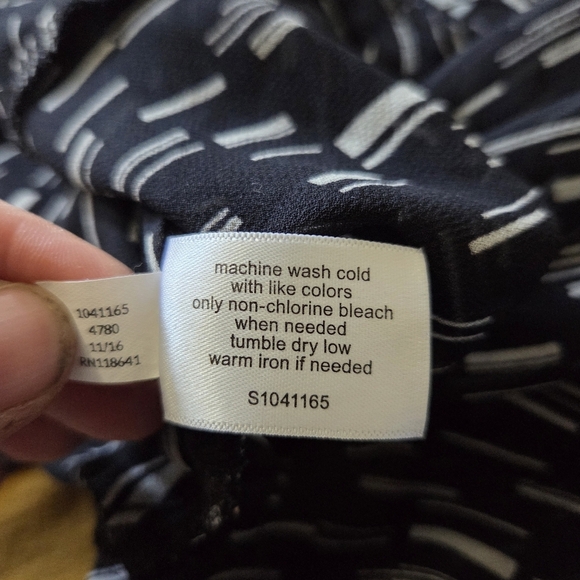 1041165
4780
11/16
RN118641
machine wash cold
with like colors
only non-chlorine bleach
when needed
tumble dry low
warm iron if needed
S1041165